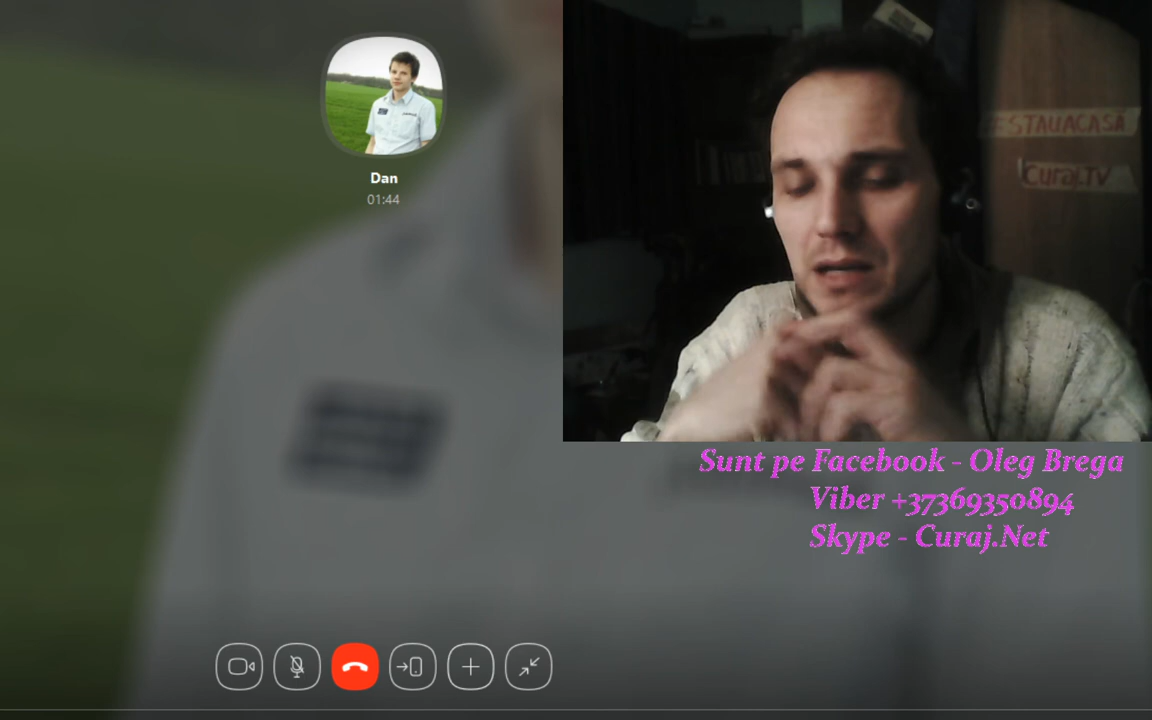 Dan
01:44
#STAUACASA
Curaj.TV
Sunt pe Facebook - Oleg Brega
Viber +37369350894
Skype - Curaj.Net